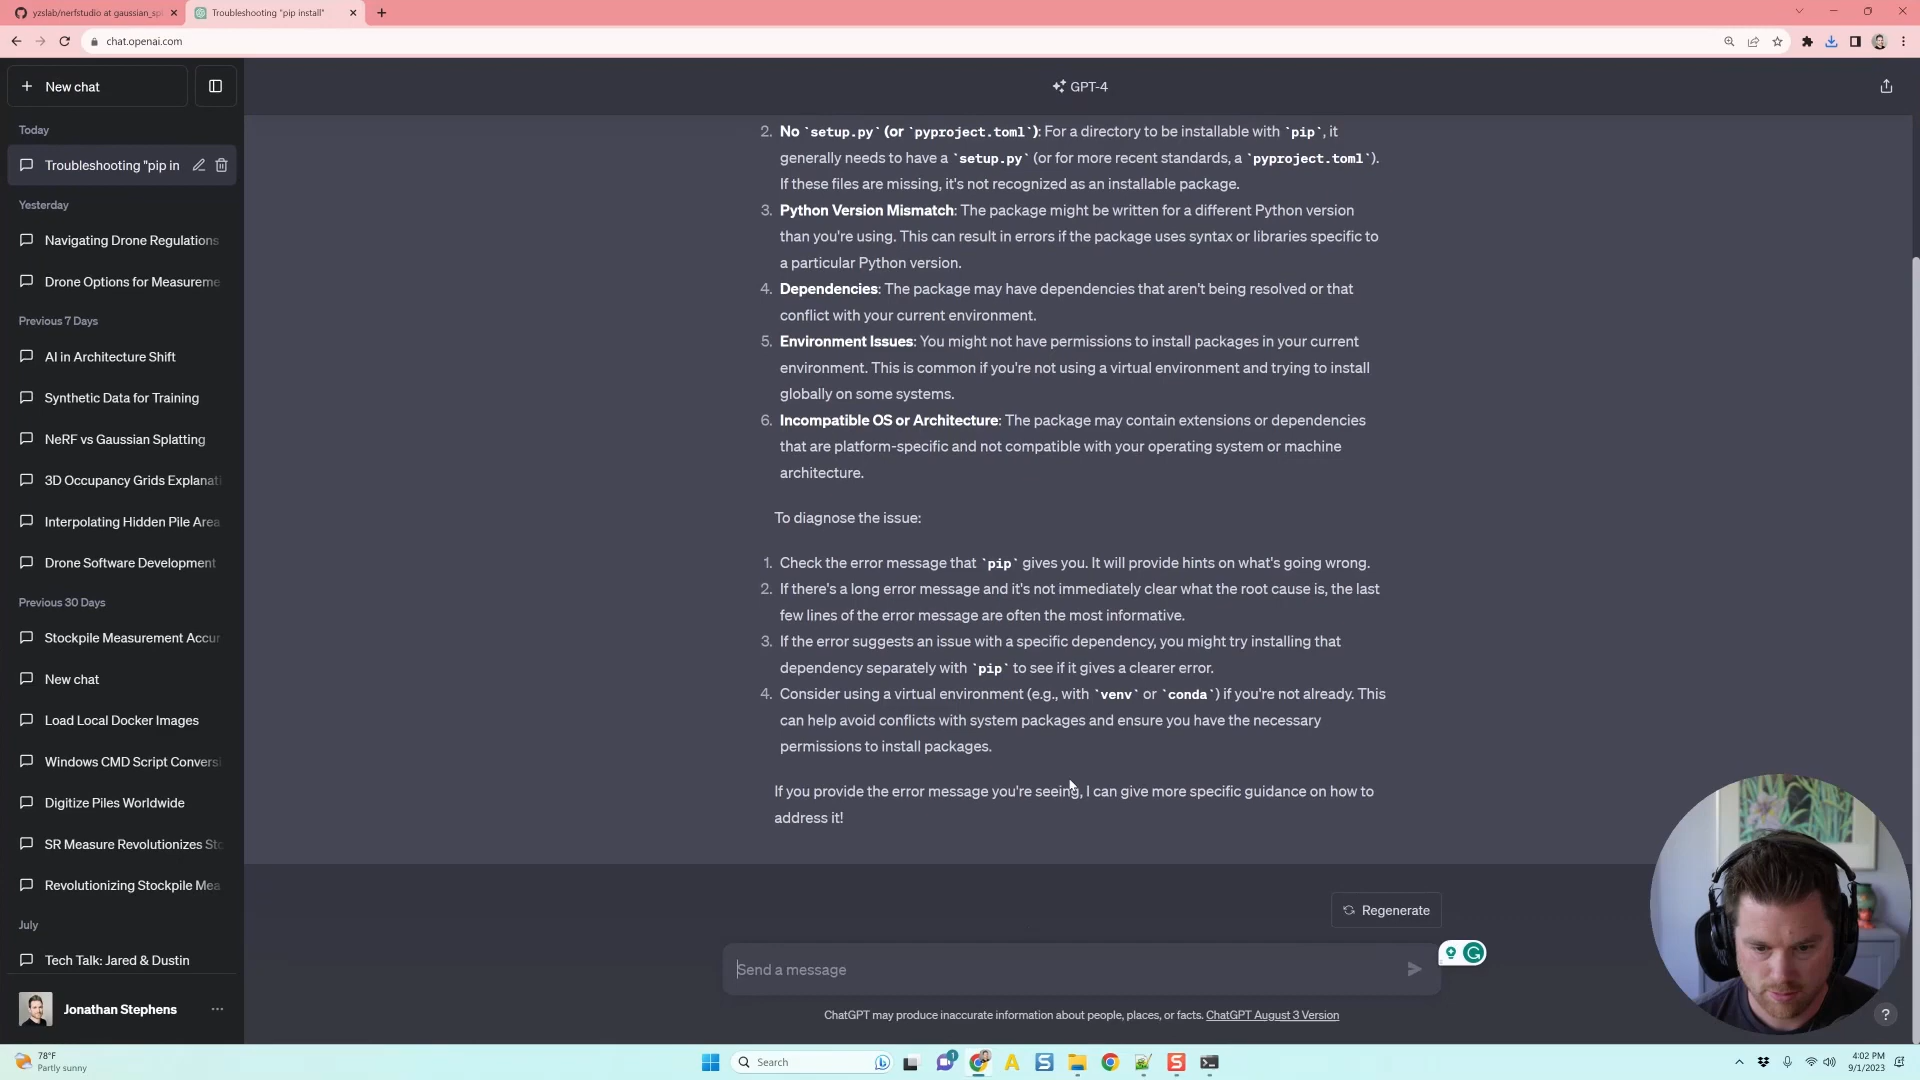 yzslab/nerfstudio at gaussian_spl
Troubleshooting "pip install"
chat.openai.com
New chat
GPT-4
Today
Troubleshooting "pip in
Yesterday
Navigating Drone Regulations
Drone Options for Measureme
Previous 7 Days
AI in Architecture Shift
Synthetic Data for Training
NeRF vs Gaussian Splatting
3D Occupancy Grids Explanati
Interpolating Hidden Pile Area
Drone Software Development
Previous 30 Days
Stockpile Measurement Accur
New chat
Load Local Docker Images
Windows CMD Script Conversi
Digitize Piles Worldwide
SR Measure Revolutionizes Sto
Revolutionizing Stockpile Mea
July
Tech Talk: Jared & Dustin
Jonathan Stephens
2. No `setup.py` (or `pyproject.toml`): For a directory to be installable with `pip`, it
generally needs to have a `setup.py` (or for more recent standards, a `pyproject.toml`).
If these files are missing, it's not recognized as an installable package.
3. Python Version Mismatch: The package might be written for a different Python version
than you're using. This can result in errors if the package uses syntax or libraries specific to
a particular Python version.
4. Dependencies: The package may have dependencies that aren't being resolved or that
conflict with your current environment.
5. Environment Issues: You might not have permissions to install packages in your current
environment. This is common if you're not using a virtual environment and trying to install
globally on some systems.
6. Incompatible OS or Architecture: The package may contain extensions or dependencies
that are platform-specific and not compatible with your operating system or machine
architecture.
To diagnose the issue:
1. Check the error message that `pip` gives you. It will provide hints on what's going wrong.
2. If there's a long error message and it's not immediately clear what the root cause is, the last
few lines of the error message are often the most informative.
3. If the error suggests an issue with a specific dependency, you might try installing that
dependency separately with `pip` to see if it gives a clearer error.
4. Consider using a virtual environment (e.g., with `venv` or `conda`) if you're not already. This
can help avoid conflicts with system packages and ensure you have the necessary
permissions to install packages.
If you provide the error message you're seeing, I can give more specific guidance on how to
address it!
Regenerate
Send a message
ChatGPT may produce inaccurate information about people, places, or facts. ChatGPT August 3 Version
?
78°F
Partly sunny
Search
4:02 PM
9/1/2023